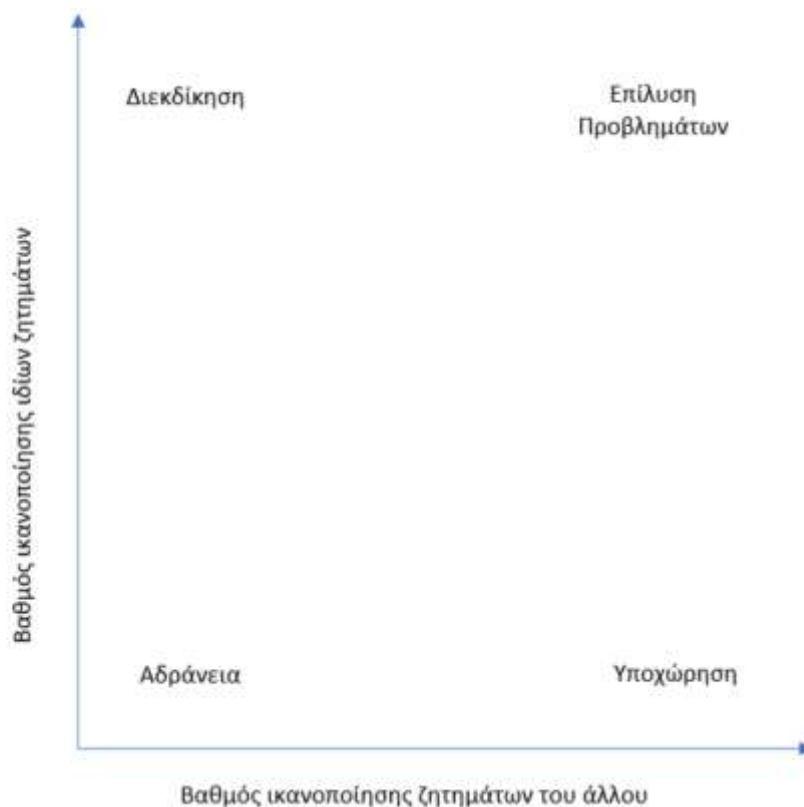 Διεκδίκηση
Επίλυση
Προβλημάτων
Βαθμός ικανοποίησης ιδίων ζητημάτων
Αδράνεια
Υποχώρηση
Βαθμός ικανοποίησης ζητημάτων του άλλου